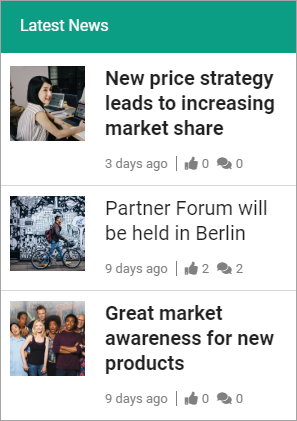 Latest News
New price strategy
leads to increasing
market share
3 days ago | 0 0
Partner Forum will
be held in Berlin
9 days ago | 2 2
Great market
awareness for new
products
9 days ago | 0 0